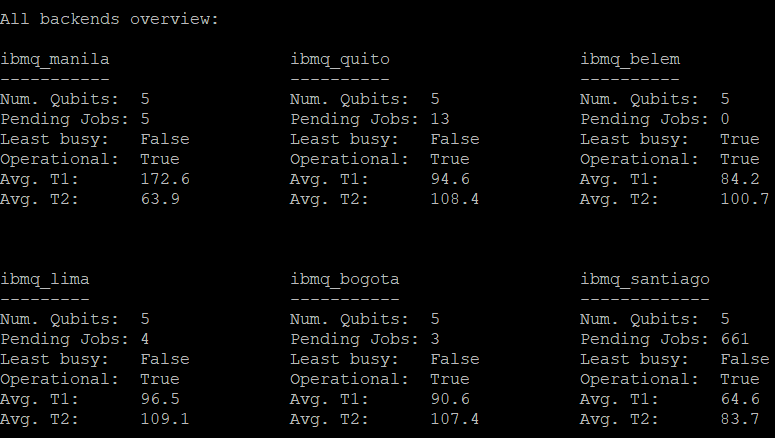 All backends overview:
ibmq_manila                  ibmq_quito                   ibmq_belem
-----------                  ----------                   ----------
Num. Qubits:  5              Num. Qubits:  5              Num. Qubits:  5
Pending Jobs: 5              Pending Jobs: 13             Pending Jobs: 0
Least busy:   False          Least busy:   False          Least busy:   True
Operational:  True           Operational:  True           Operational:  True
Avg. T1:      172.6          Avg. T1:      94.6           Avg. T1:      84.2
Avg. T2:      63.9           Avg. T2:      108.4          Avg. T2:      100.7
ibmq_lima                    ibmq_bogota                  ibmq_santiago
---------                    -----------                  -------------
Num. Qubits:  5              Num. Qubits:  5              Num. Qubits:  5
Pending Jobs: 4              Pending Jobs: 3              Pending Jobs: 661
Least busy:   False          Least busy:   False          Least busy:   False
Operational:  True           Operational:  True           Operational:  True
Avg. T1:      96.5           Avg. T1:      90.6           Avg. T1:      64.6
Avg. T2:      109.1          Avg. T2:      107.4          Avg. T2:      83.7